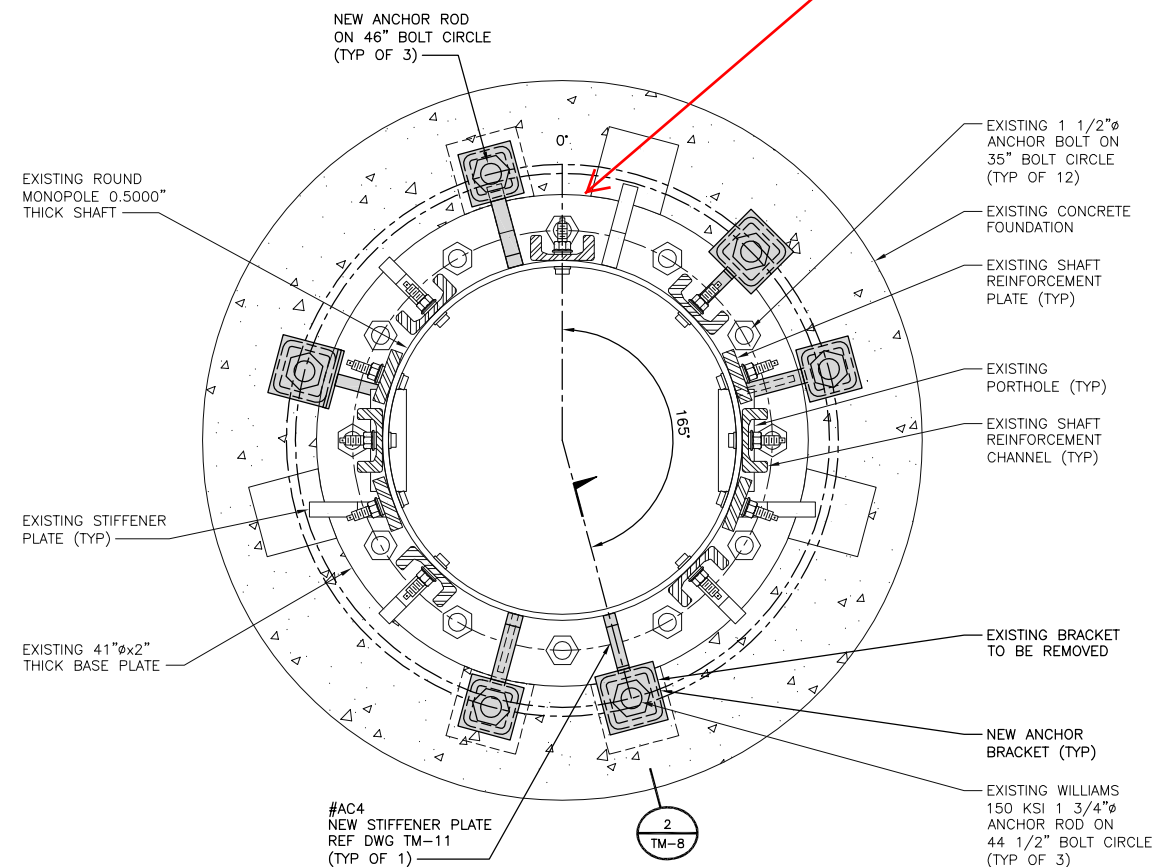 NEW ANCHOR ROD
ON 46" BOLT CIRCLE
(TYP OF 3)
0°
EXISTING 1 1/2"ø
ANCHOR BOLT ON
35" BOLT CIRCLE
(TYP OF 12)
EXISTING ROUND
MONOPOLE 0.5000"
THICK SHAFT
EXISTING CONCRETE
FOUNDATION
EXISTING SHAFT
REINFORCEMENT
PLATE (TYP)
EXISTING
PORTHOLE (TYP)
165°
EXISTING SHAFT
REINFORCEMENT
CHANNEL (TYP)
EXISTING STIFFENER
PLATE (TYP)
EXISTING 41"øx2"
THICK BASE PLATE
EXISTING BRACKET
TO BE REMOVED
NEW ANCHOR
BRACKET (TYP)
EXISTING WILLIAMS
150 KSI 1 3/4"ø
ANCHOR ROD ON
44 1/2" BOLT CIRCLE
(TYP OF 3)
#AC4
NEW STIFFENER PLATE
REF DWG TM-11
(TYP OF 1)
2
TM-8